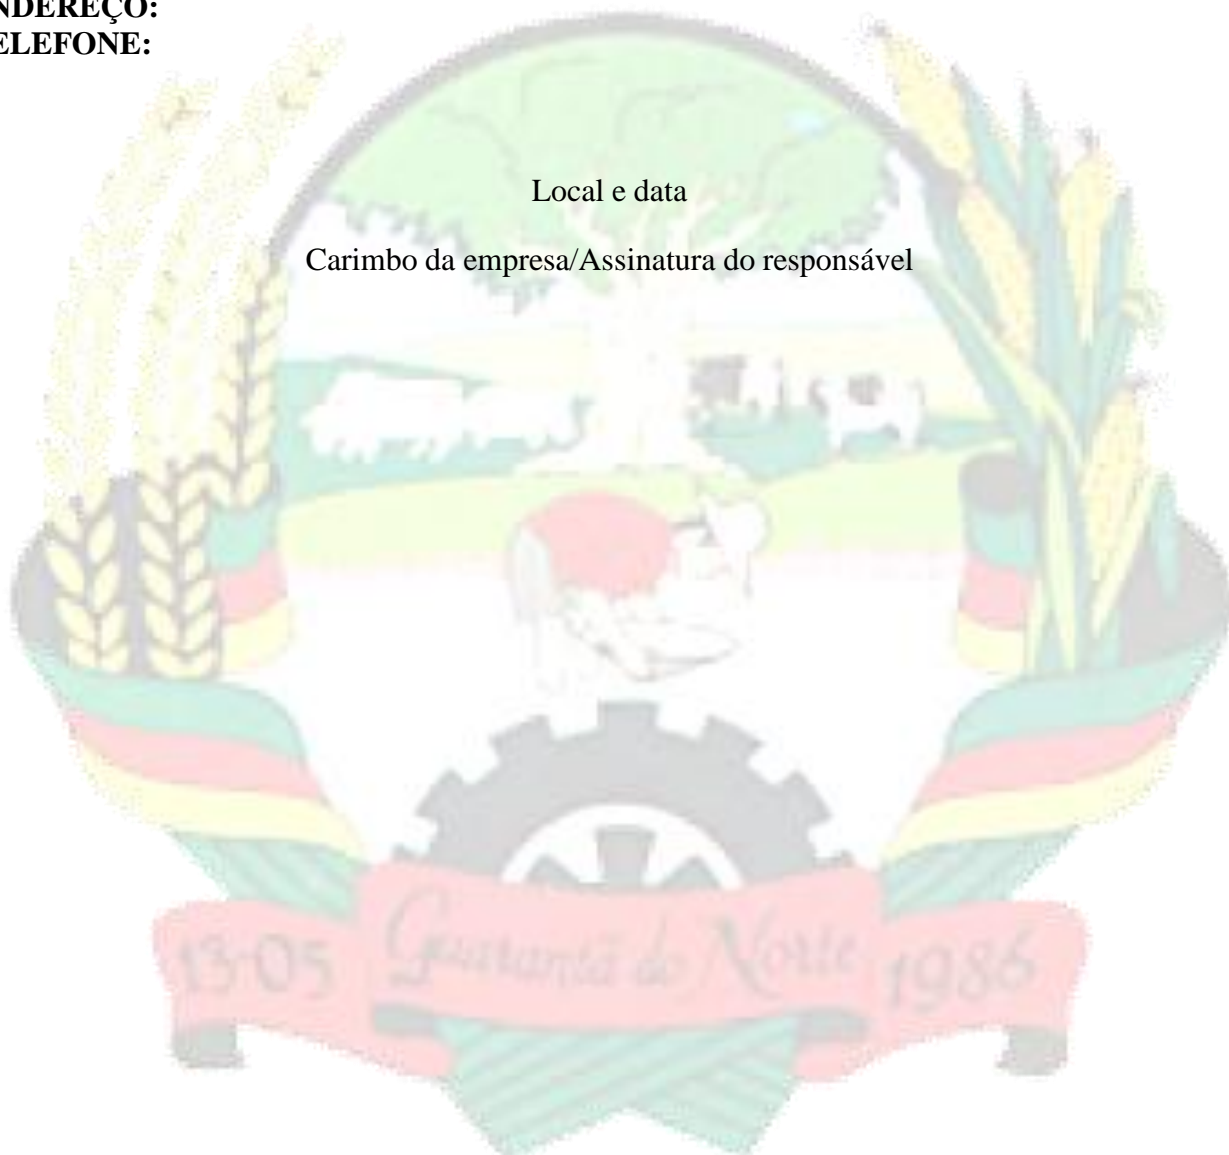 NDEREÇO:
ELEFONE:
Local e data
Carimbo da empresa/Assinatura do responsável
13-05 Guarantã do Norte 1986